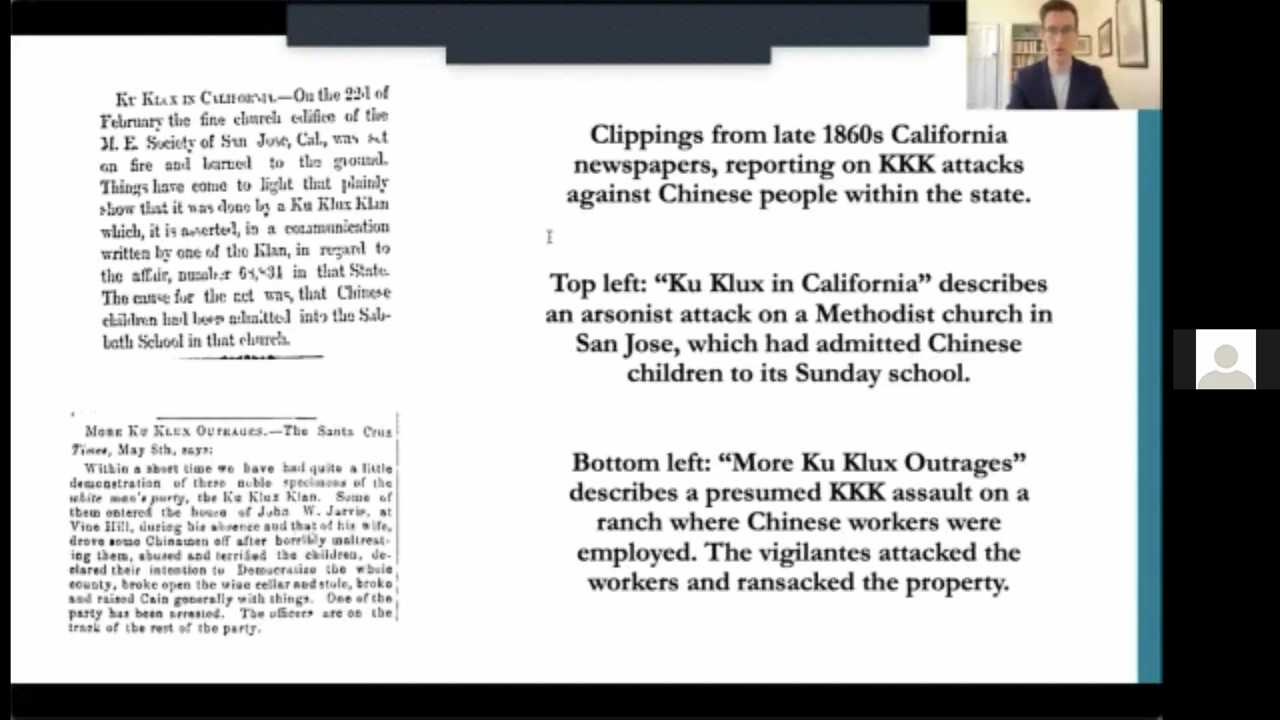 KU KLAX IN CALIFORNIA.—On the 22d of
February the fine church edifice of the
M. E. Society of San Jose, Cal., was set
on fire and burned to the ground.
Things have come to light that plainly
show that it was done by a Ku Klux Klan
which, it is asserted, in a communication
written by one of the Klan, in regard to
the affair, number in that State.
The cause for the act was, that Chinese
children had been admitted into the Sab-
bath School in that church.
MORE KU KLUX OUTRAGES.—The Santa Cruz
Times, May 8th, says:
Within a short time we have had quite a little
demonstration of these noble specimens of the
white man's party, the Ku Klux Klan. Some of
them entered the house of John W. Jarvis, at
Vine Hill, during his absence and that of his wife,
drove some Chinamen off after horribly maltreat-
ing them, abused and terrified the children, de-
clared their intention to Democratize the whole
county, broke open the wine cellar and stole, broke
and raised Cain generally with things. One of the
party has been arrested. The officers are on the
track of the rest of the party.
Clippings from late 1860s California
newspapers, reporting on KKK attacks
against Chinese people within the state.
Top left: “Ku Klux in California” describes
an arsonist attack on a Methodist church in
San Jose, which had admitted Chinese
children to its Sunday school.
Bottom left: “More Ku Klux Outrages”
describes a presumed KKK assault on a
ranch where Chinese workers were
employed. The vigilantes attacked the
workers and ransacked the property.